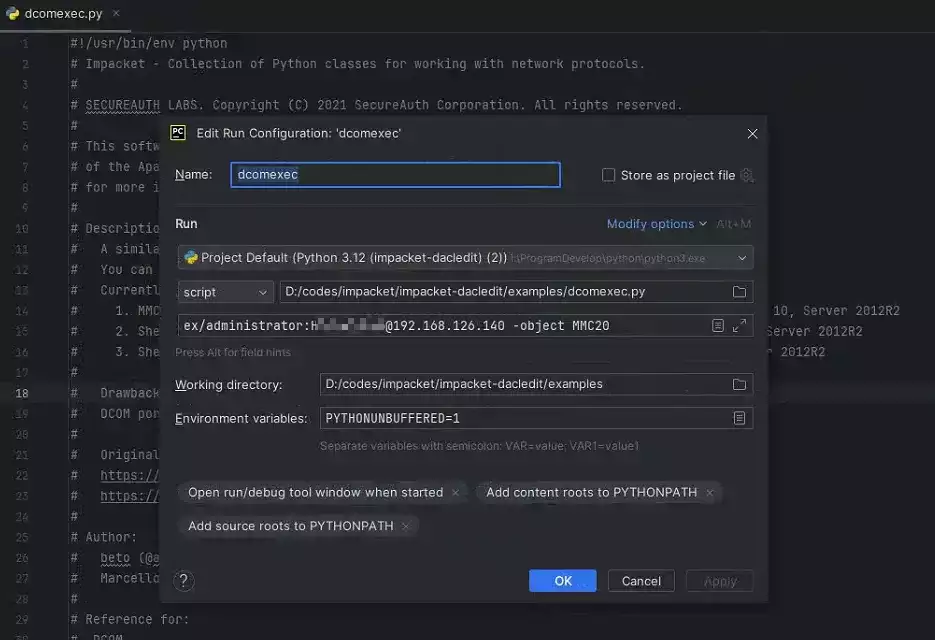 dcomexec.py ×
1 #!/usr/bin/env python
2 # Impacket - Collection of Python classes for working with network protocols.
3 #
4 # SECUREAUTH LABS. Copyright (C) 2021 SecureAuth Corporation. All rights reserved.
5 #
PC Edit Run Configuration: 'dcomexec'
6 # This softw
Name: dcomexec Store as project file
7 # of the Apa
8 # for more i
9 #
Run Modify options Alt+M
10 # Descriptio
11 # A simila
Project Default (Python 3.12 (impacket-dacledit) (2)) I:\ProgramDevelop\python\python3.exe
12 # You can
13 # Currentl
script D:/codes/impacket/impacket-dacledit/examples/dcomexec.py
14 # 1. MMC 10, Server 2012R2
ex/administrator:H @192.168.126.140 -object MMC20
15 # 2. She Server 2012R2
16 # 3. She r 2012R2
Press Alt for field hints
17 #
Working directory: D:/codes/impacket/impacket-dacledit/examples
18 # Drawback
19 # DCOM por
Environment variables: PYTHONUNBUFFERED=1
20 #
Separate variables with semicolon: VAR=value; VAR1=value1
21 # Original
22 # https://
23 # https://
Open run/debug tool window when started × Add content roots to PYTHONPATH ×
24 #
Add source roots to PYTHONPATH ×
25 # Author:
26 # beto (@a
27 # Marcello
? OK Cancel Apply
28 #
29 # Reference for:
30 # DCOM